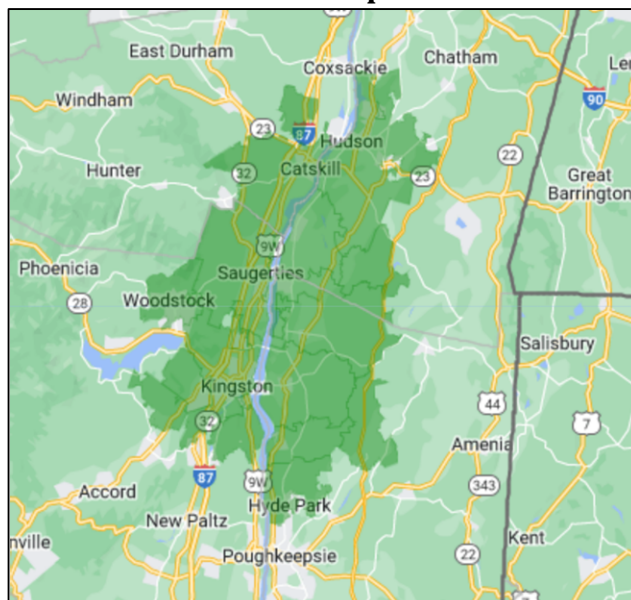 East Durham
Coxsackie
Chatham
Windham
90
23
87
Hudson
22
Hunter
32
Catskill
23
Great
Barrington
9W
Phoenicia
Saugerties
28
Woodstock
Salisbury
Kingston
44
7
32
Amenia
87
9W
343
Accord
Hyde Park
New Paltz
nville
Kent
22
Poughkeepsie